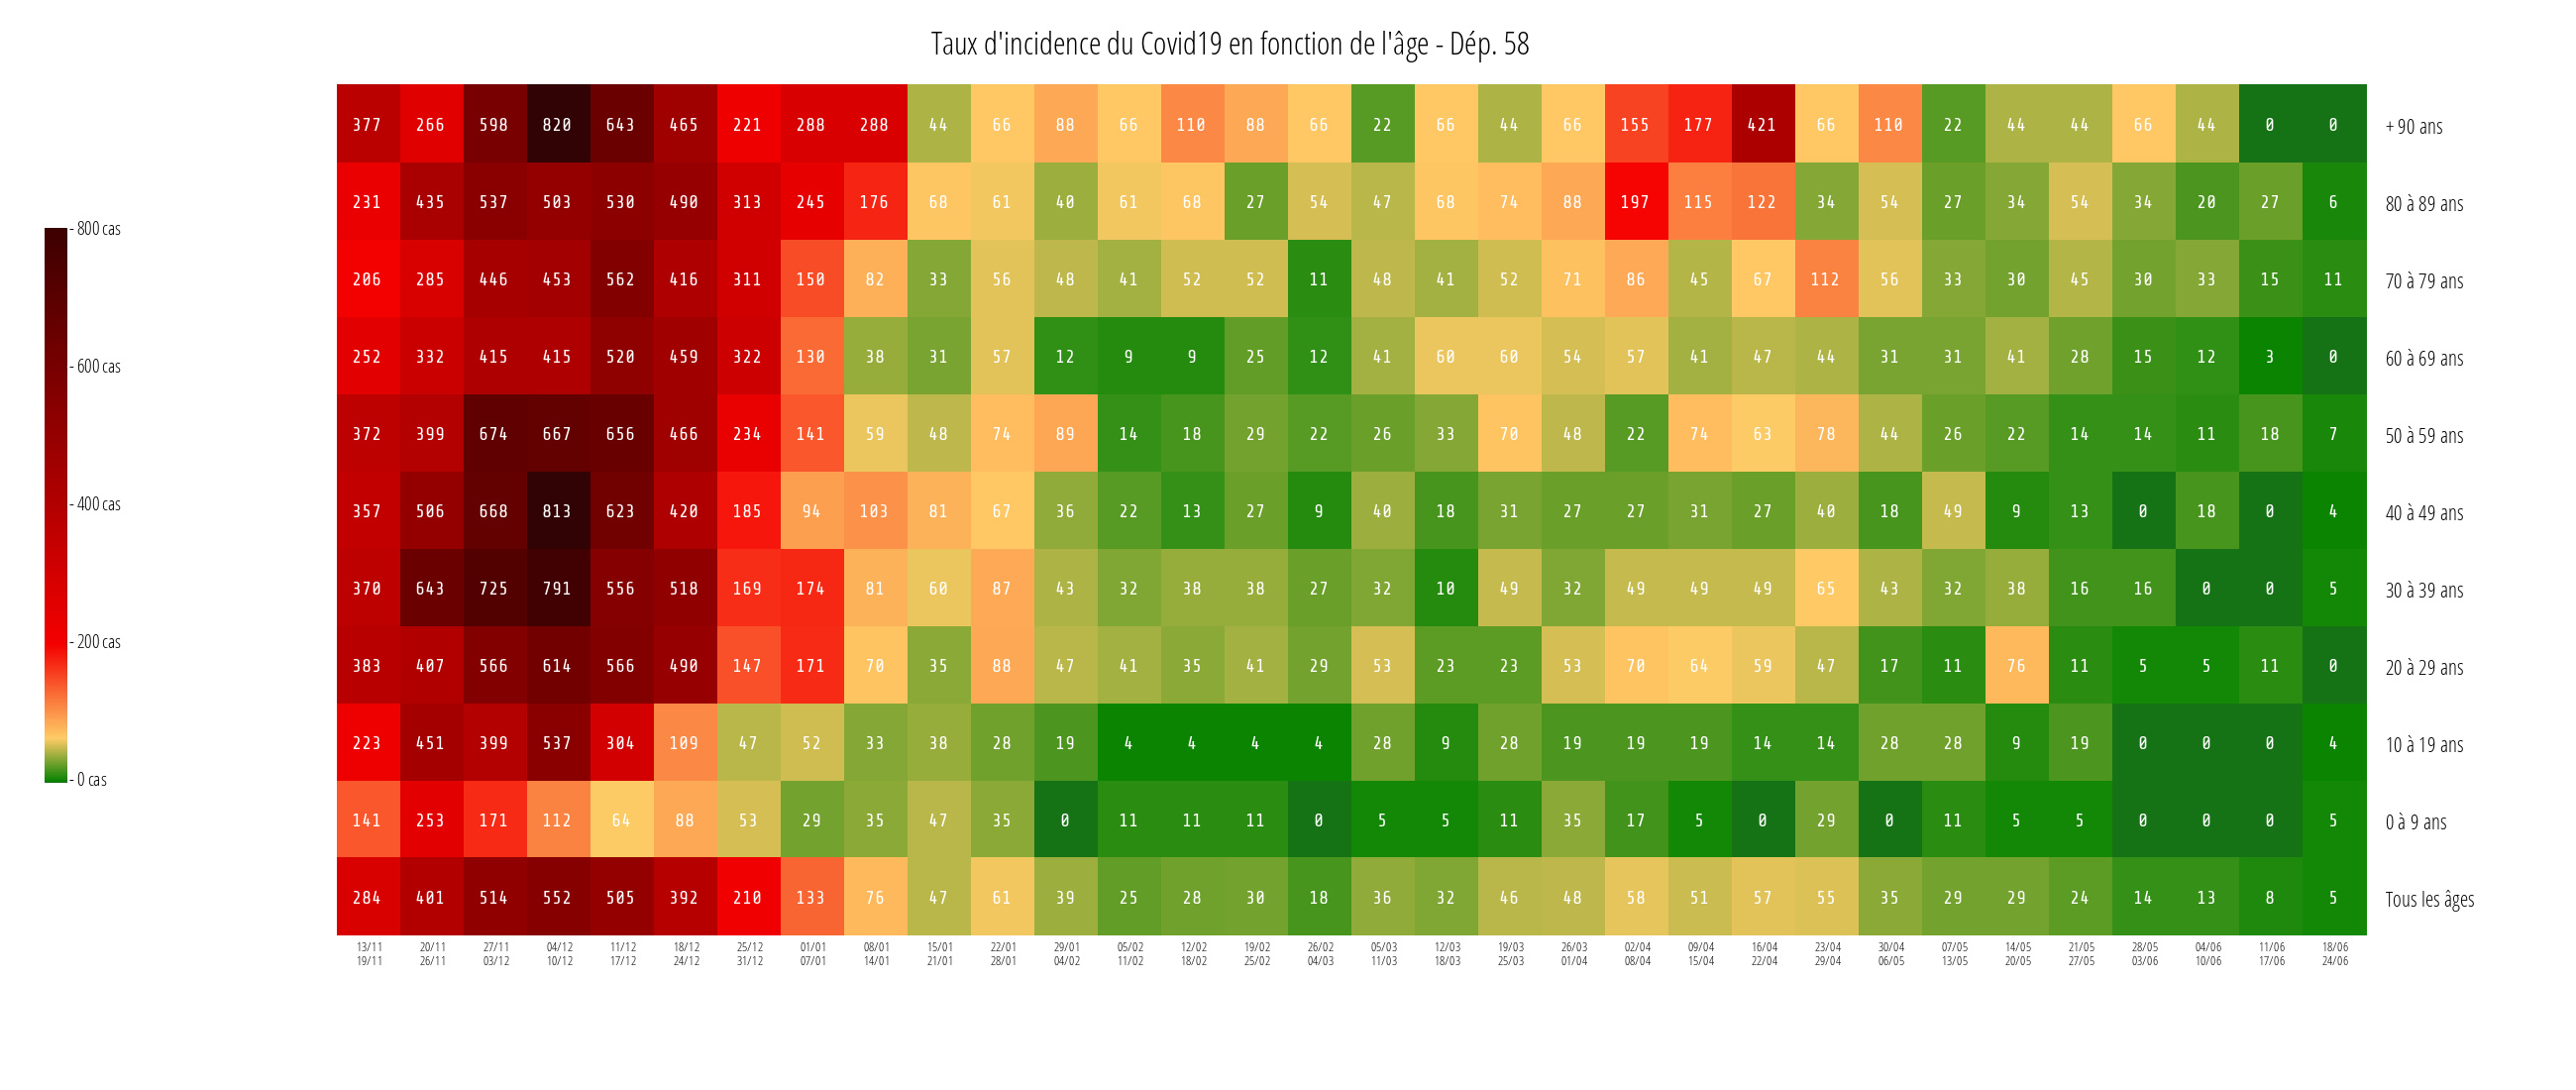 Taux d'incidence du Covid19 en fonction de l'âge - Dép. 58
- 800 cas
- 600 cas
- 400 cas
- 200 cas
- 0 cas
377 266 598 820 643 465 221 288 288 44 66 88 66 110 88 66 22 66 44 66 155 177 421 66 110 22 44 44 66 44 0 0 + 90 ans
231 435 537 503 530 490 313 245 176 68 61 40 61 68 27 54 47 68 74 88 197 115 122 34 54 27 34 54 34 20 27 6 80 à 89 ans
206 285 446 453 562 416 311 150 82 33 56 48 41 52 52 11 48 41 52 71 86 45 67 112 56 33 30 45 30 33 15 11 70 à 79 ans
252 332 415 415 520 459 322 130 38 31 57 12 9 9 25 12 41 60 60 54 57 41 47 44 31 31 41 28 15 12 3 0 60 à 69 ans
372 399 674 667 656 466 234 141 59 48 74 89 14 18 29 22 26 33 70 48 22 74 63 78 44 26 22 14 14 11 18 7 50 à 59 ans
357 506 668 813 623 420 185 94 103 81 67 36 22 13 27 9 40 18 31 27 27 31 27 40 18 49 9 13 0 18 0 4 40 à 49 ans
370 643 725 791 556 518 169 174 81 60 87 43 32 38 38 27 32 10 49 32 49 49 49 65 43 32 38 16 16 0 0 5 30 à 39 ans
383 407 566 614 566 490 147 171 70 35 88 47 41 35 41 29 53 23 23 53 70 64 59 47 17 11 76 11 5 5 11 0 20 à 29 ans
223 451 399 537 304 109 47 52 33 38 28 19 4 4 4 4 28 9 28 19 19 19 14 14 28 28 9 19 0 0 0 4 10 à 19 ans
141 253 171 112 64 88 53 29 35 47 35 0 11 11 11 0 5 5 11 35 17 5 0 29 0 11 5 5 0 0 0 5 0 à 9 ans
284 401 514 552 505 392 210 133 76 47 61 39 25 28 30 18 36 32 46 48 58 51 57 55 35 29 29 24 14 13 8 5 Tous les âges
13/11 20/11 27/11 04/12 11/12 18/12 25/12 01/01 08/01 15/01 22/01 29/01 05/02 12/02 19/02 26/02 05/03 12/03 19/03 26/03 02/04 09/04 16/04 23/04 30/04 07/05 14/05 21/05 28/05 04/06 11/06 18/06
19/11 26/11 03/12 10/12 17/12 24/12 31/12 07/01 14/01 21/01 28/01 04/02 11/02 18/02 25/02 04/03 11/03 18/03 25/03 01/04 08/04 15/04 22/04 29/04 06/05 13/05 20/05 27/05 03/06 10/06 17/06 24/06